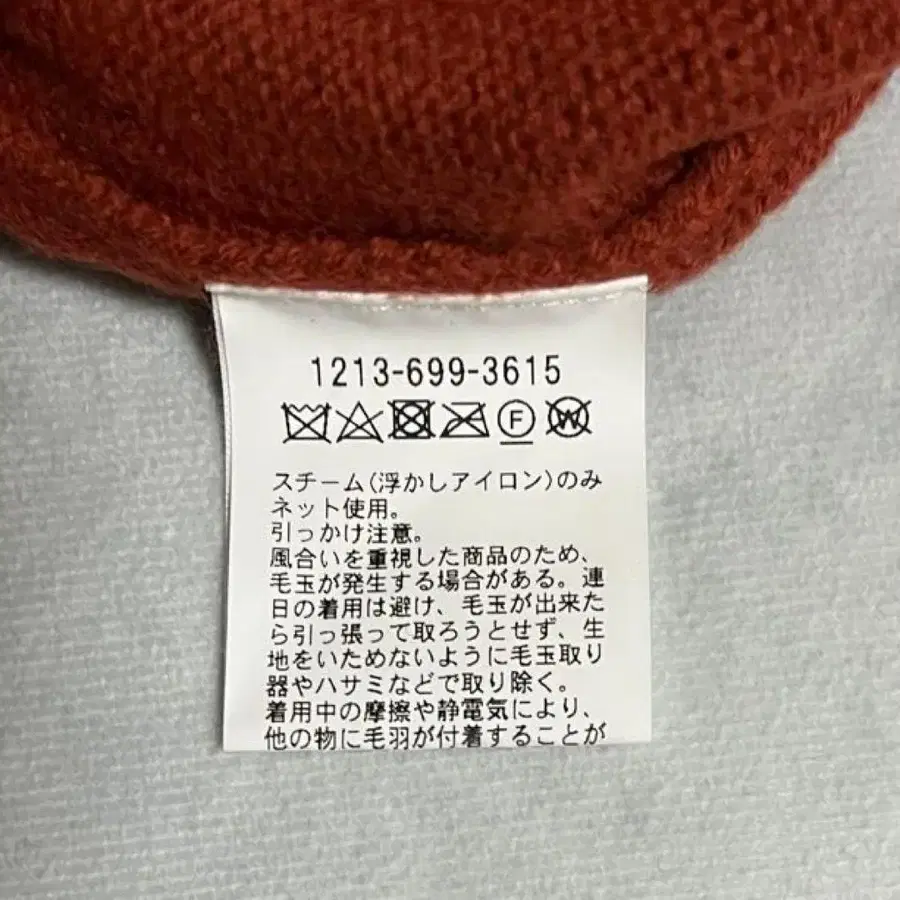 1213-699-3615
F W
スチーム(浮かしアイロン)のみ
ネット使用。
引っかけ注意。
風合いを重視した商品のため、
毛玉が発生する場合がある。連
日の着用は避け、毛玉が出来た
ら引っ張って取ろうとせず、生
地をいためないように毛玉取り
器やハサミなどで取り除く。
着用中の摩擦や静電気により、
他の物に毛羽が付着することが